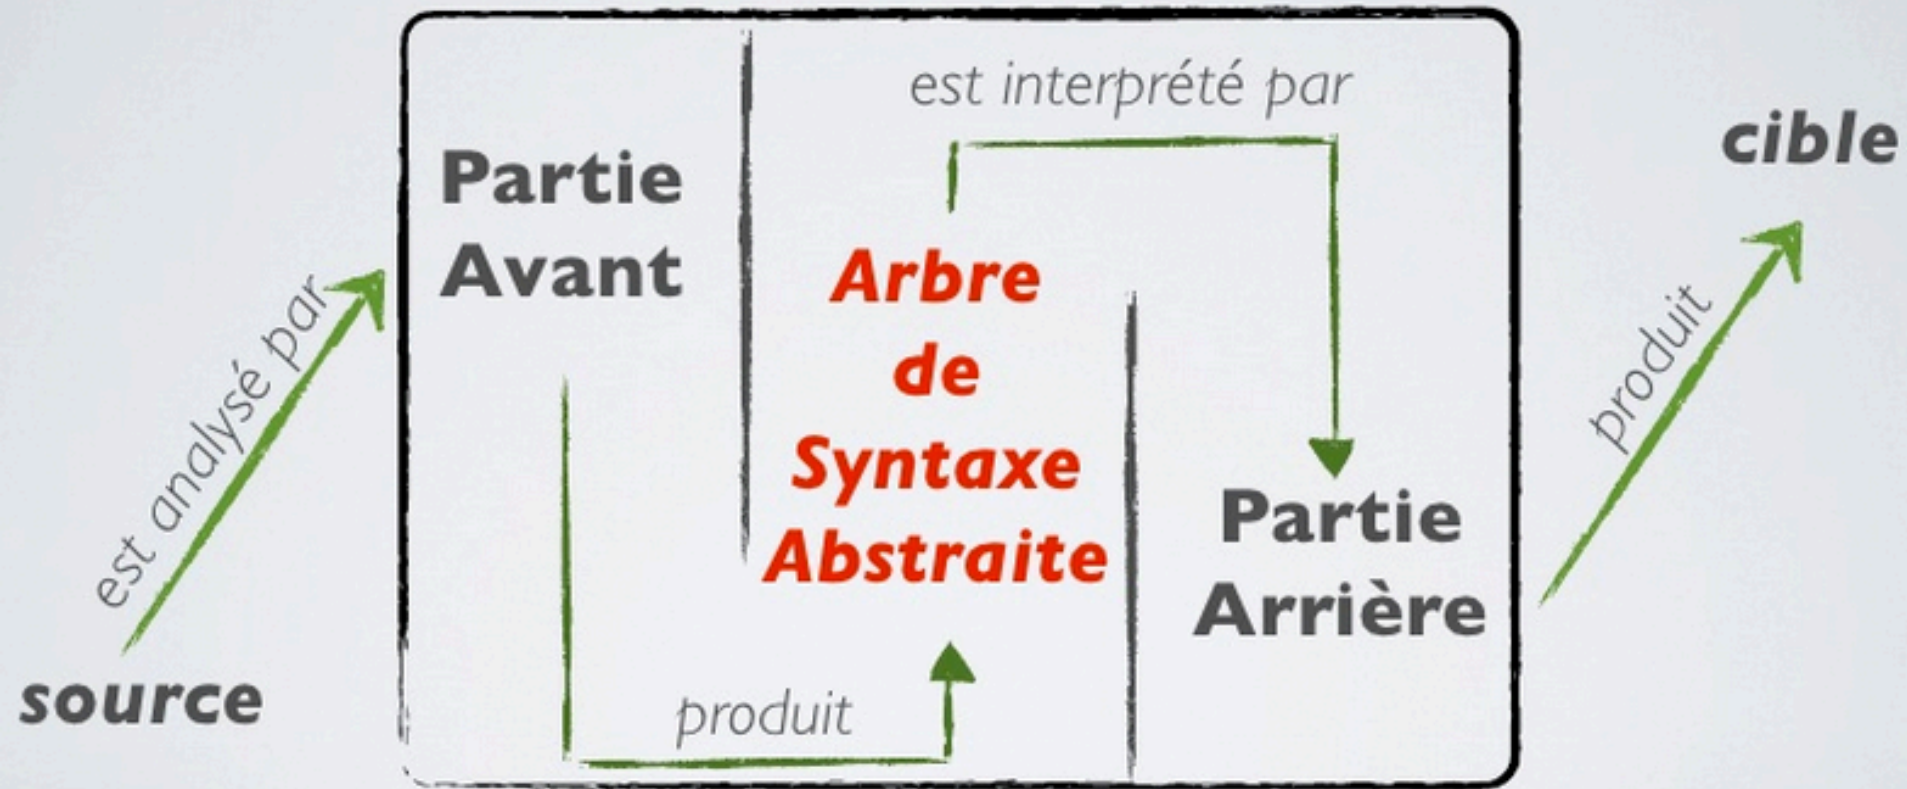 source
est analysé par
Partie
Avant
produit
Arbre
de
Syntaxe
Abstraite
est interprété par
Partie
Arrière
produit
cible